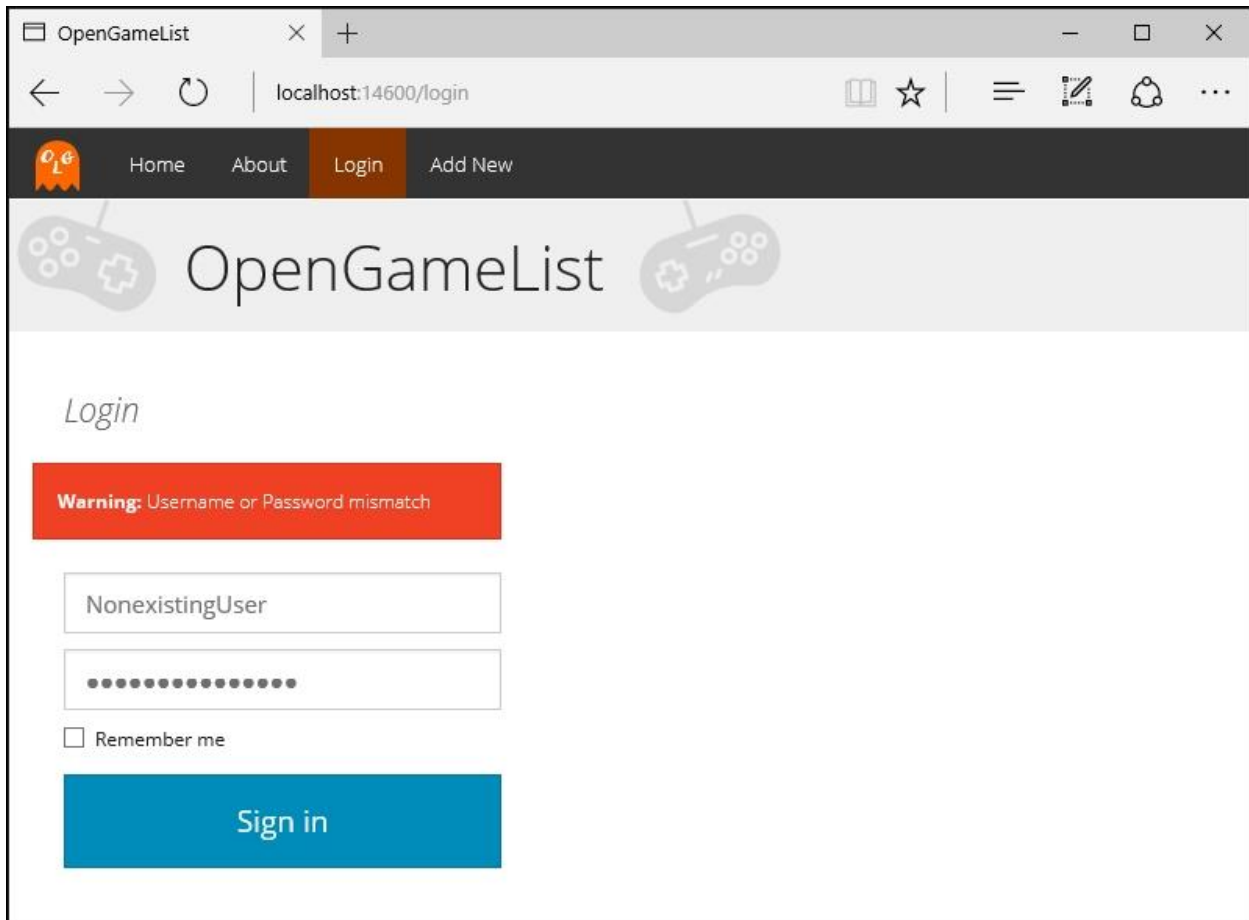 OpenGameList
localhost:14600/login
OLG Home About Login Add New
OpenGameList
Login
Warning: Username or Password mismatch
NonexistingUser
•••••••••••••••
Remember me
Sign in